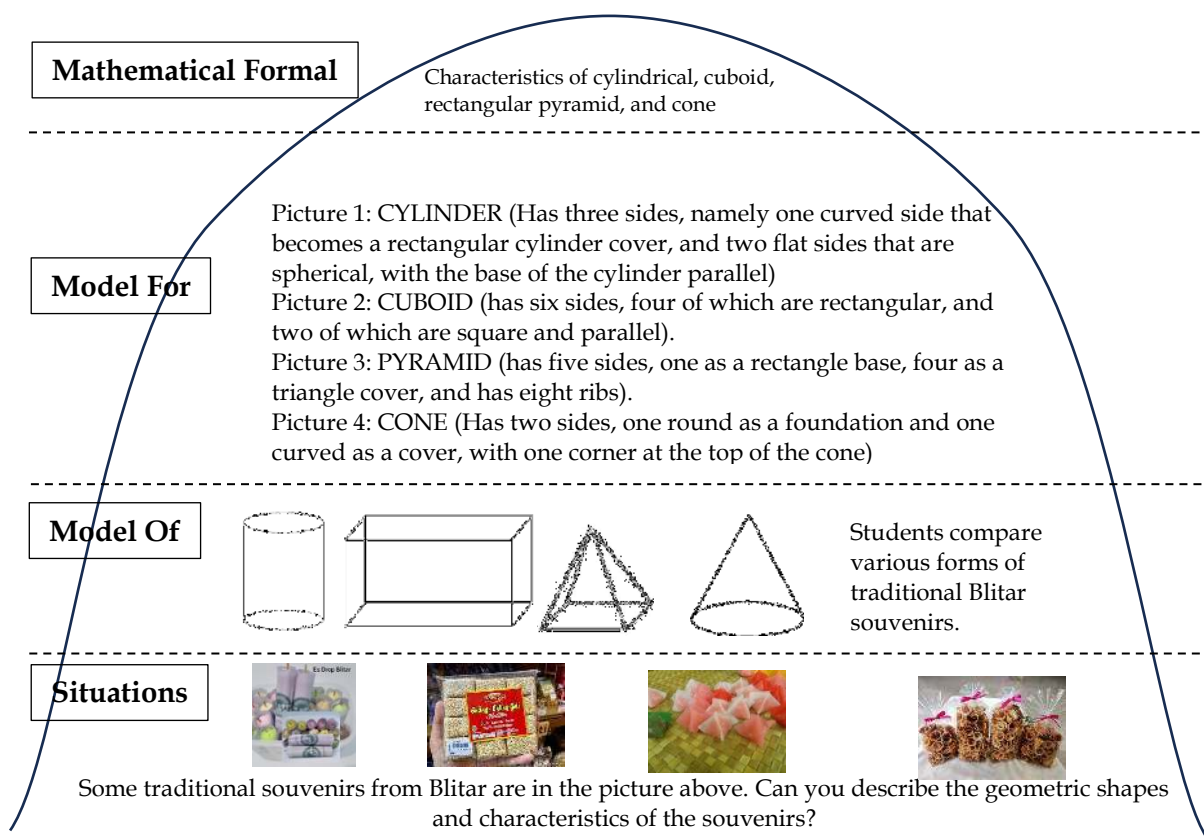 Mathematical Formal
Characteristics of cylindrical, cuboid,
rectangular pyramid, and cone
Model For
Picture 1: CYLINDER (Has three sides, namely one curved side that
becomes a rectangular cylinder cover, and two flat sides that are
spherical, with the base of the cylinder parallel)
Picture 2: CUBOID (has six sides, four of which are rectangular, and
two of which are square and parallel).
Picture 3: PYRAMID (has five sides, one as a rectangle base, four as a
triangle cover, and has eight ribs).
Picture 4: CONE (Has two sides, one round as a foundation and one
curved as a cover, with one corner at the top of the cone)
Model Of
Students compare
various forms of
traditional Blitar
souvenirs.
Situations
Es Drop Blitar
Some traditional souvenirs from Blitar are in the picture above. Can you describe the geometric shapes
and characteristics of the souvenirs?